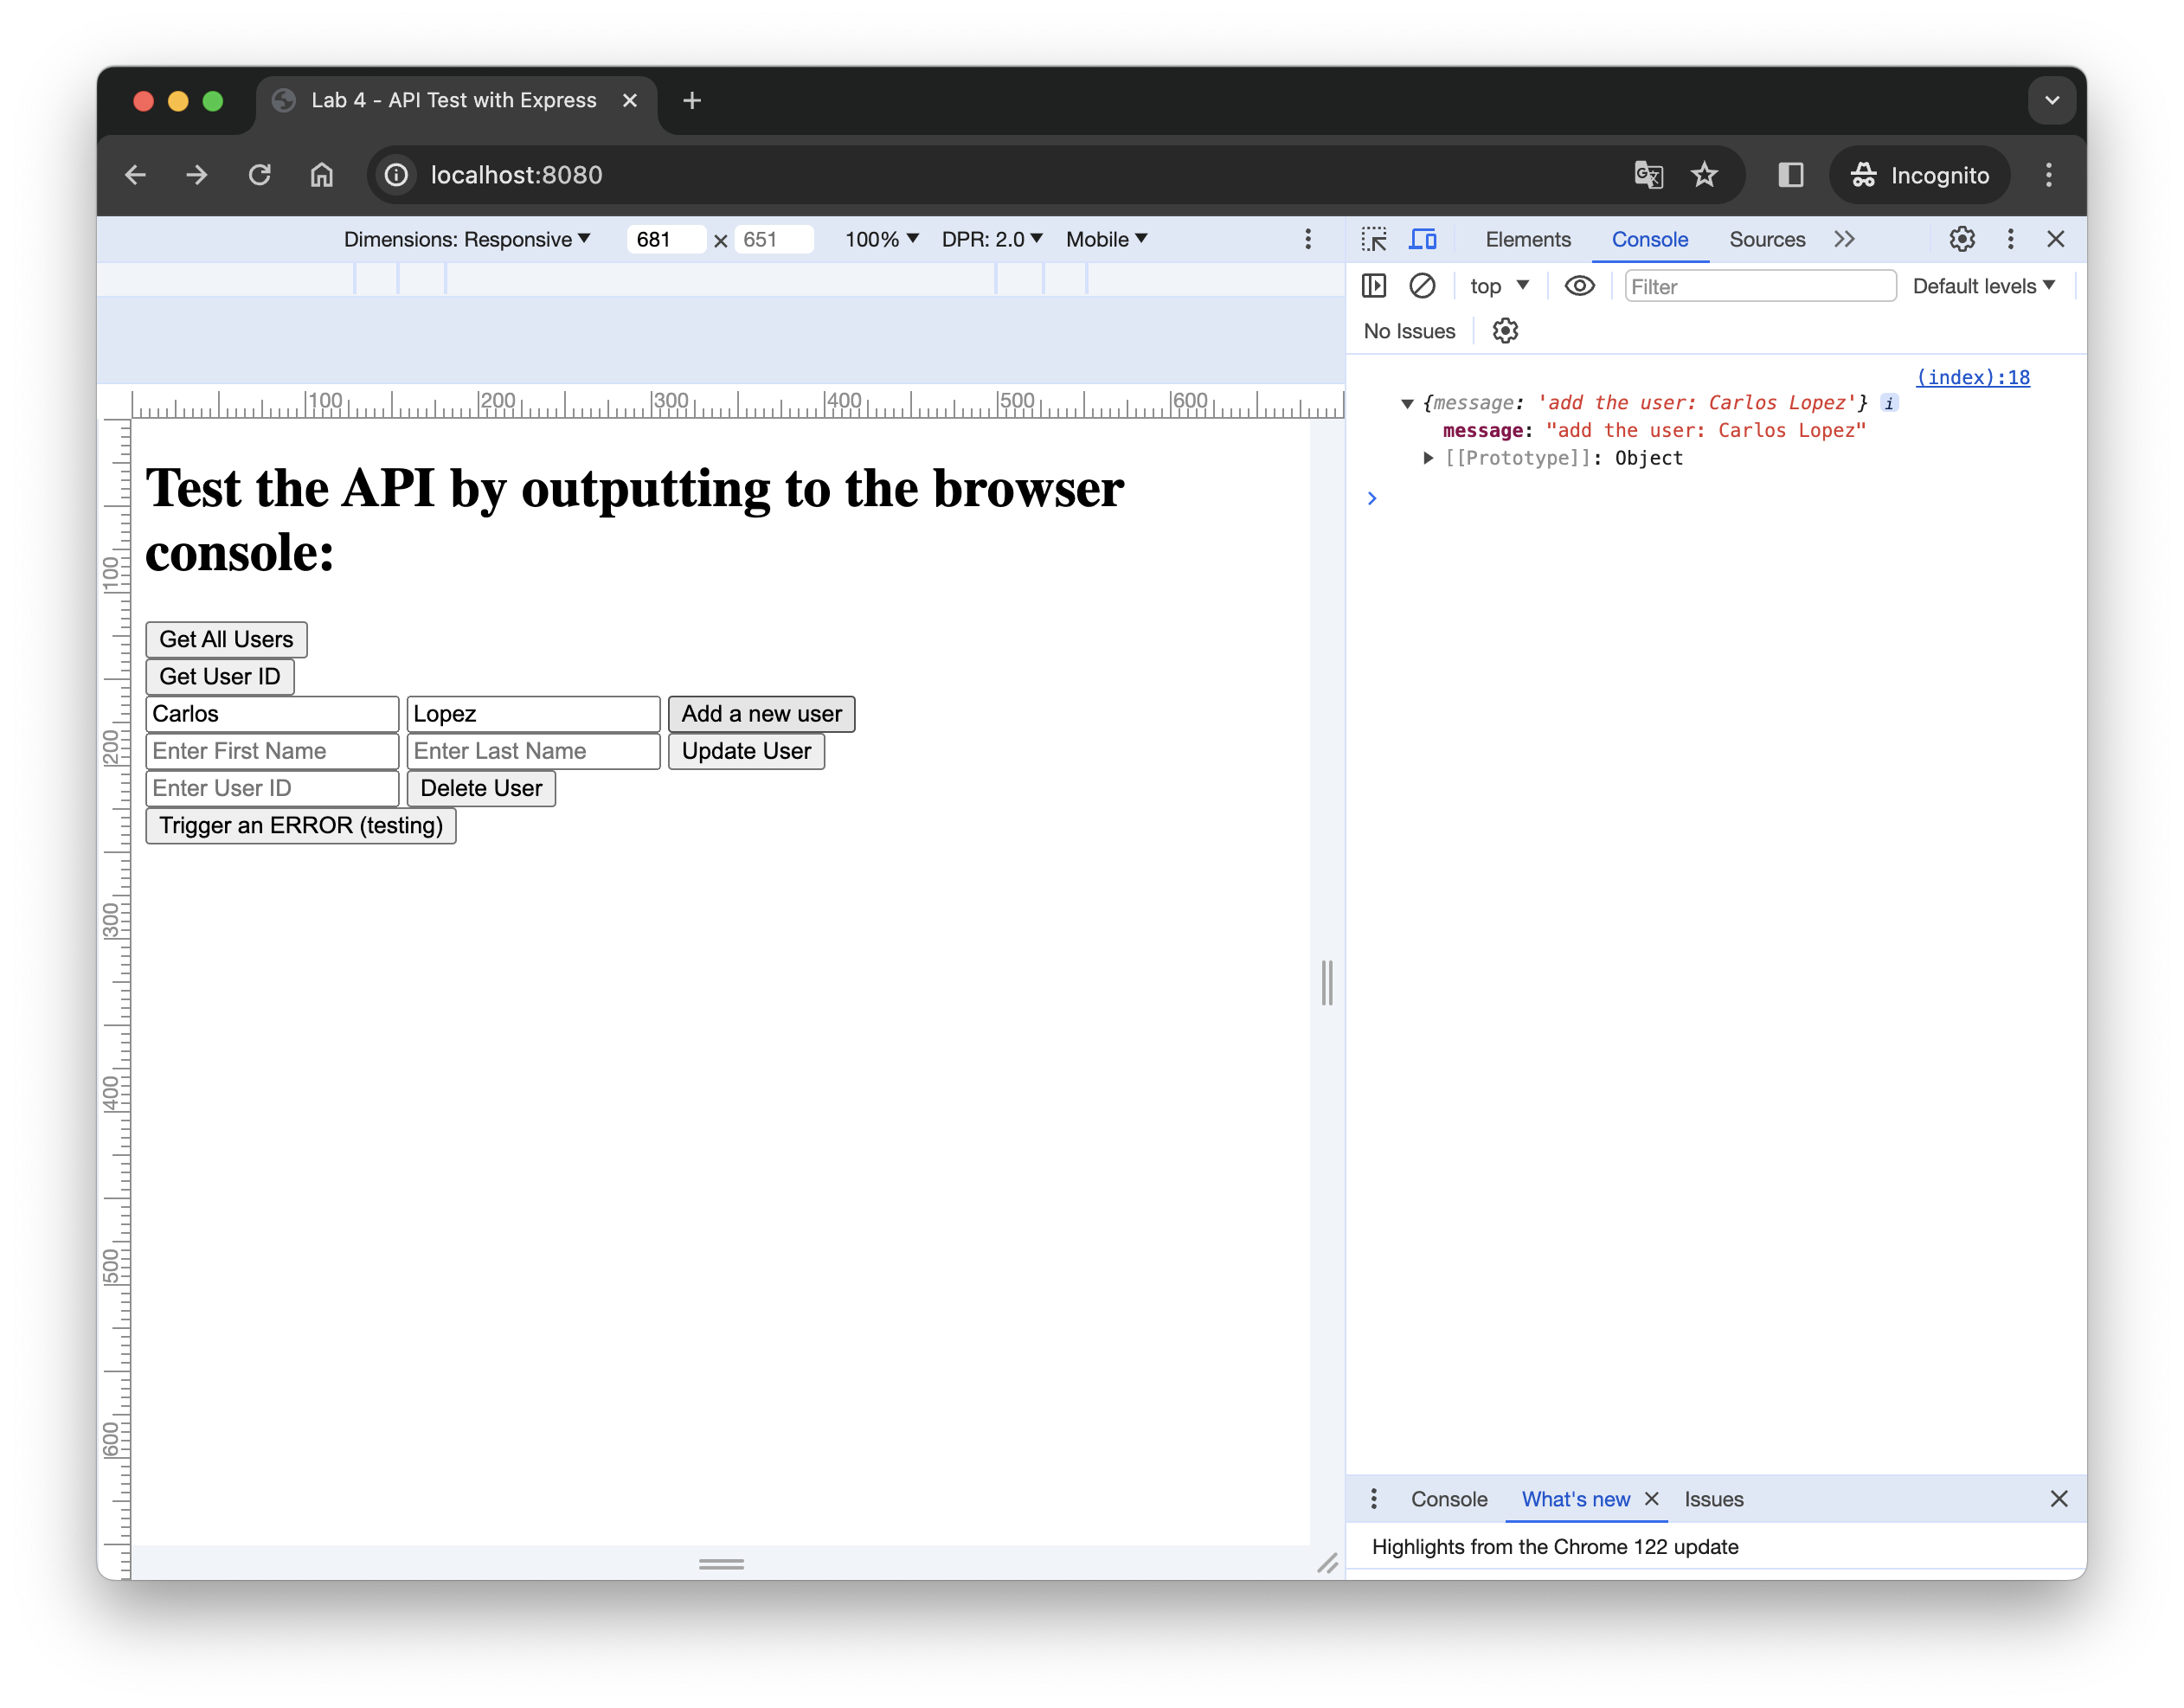 Lab 4 - API Test with Express
localhost:8080
Incognito
Dimensions: Responsive 681 × 651 100% DPR: 2.0 Mobile
Elements Console Sources
top Filter Default levels
No Issues
100 200 300 400 500 600
(index):18
{message: 'add the user: Carlos Lopez'} i
message: "add the user: Carlos Lopez"
[[Prototype]]: Object
Test the API by outputting to the browser
console:
Get All Users
Get User ID
Carlos Lopez Add a new user
Enter First Name Enter Last Name Update User
Enter User ID Delete User
Trigger an ERROR (testing)
100
200
300
400
500
600
Console What's new Issues
Highlights from the Chrome 122 update